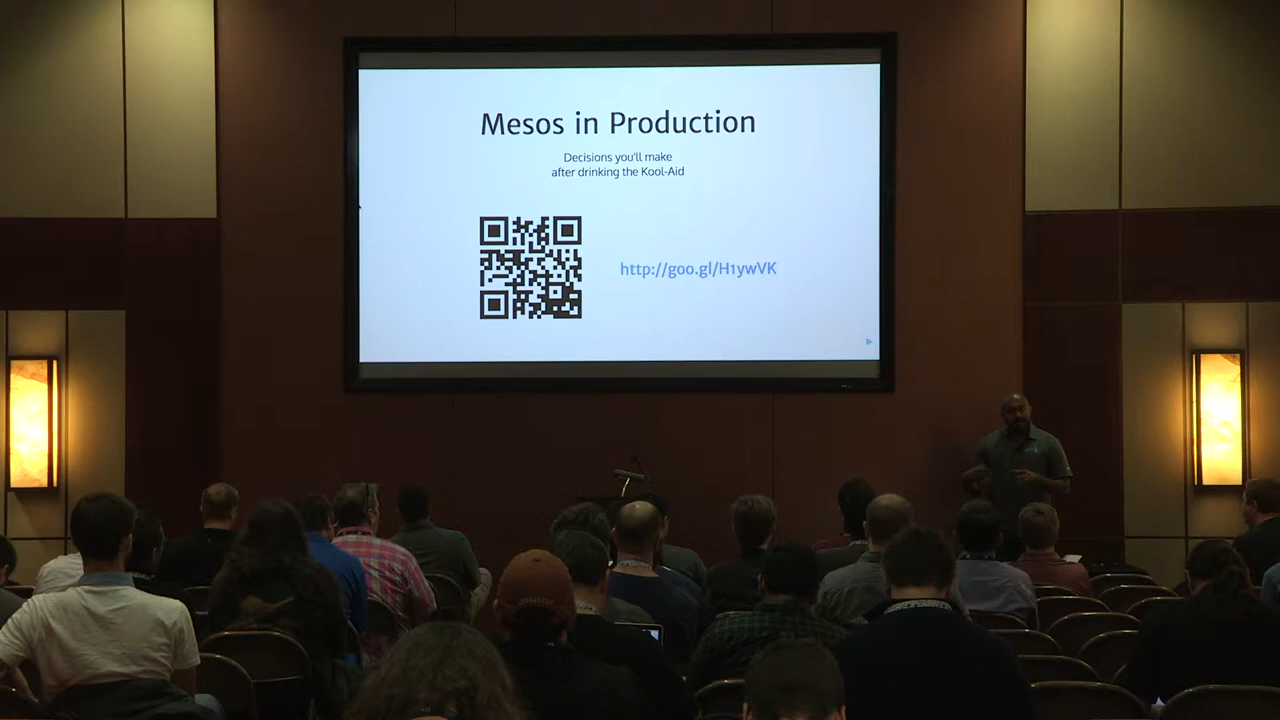 Mesos in Production
Decisions you'll make
after drinking the Kool-Aid
http://goo.gl/H1ywVK